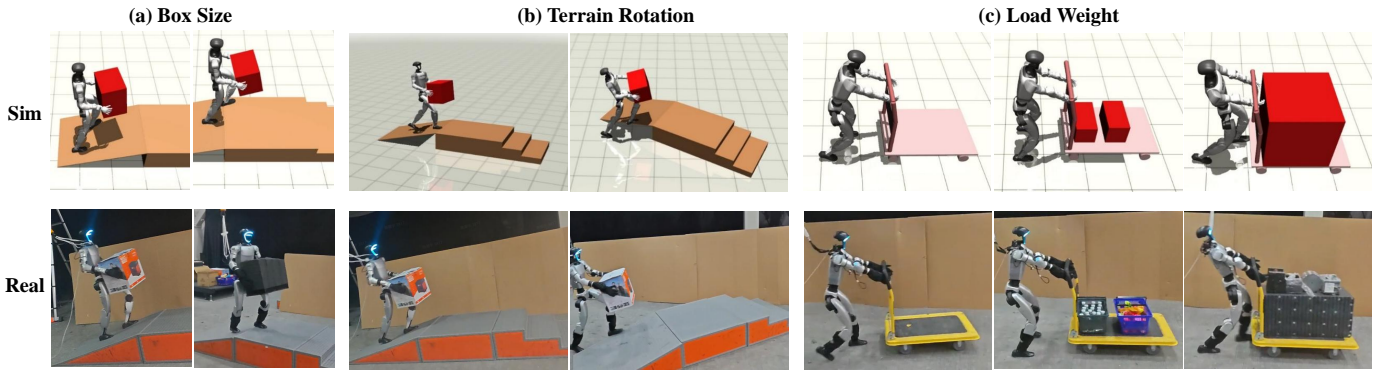 (a) Box Size
(b) Terrain Rotation
(c) Load Weight
Sim
Real